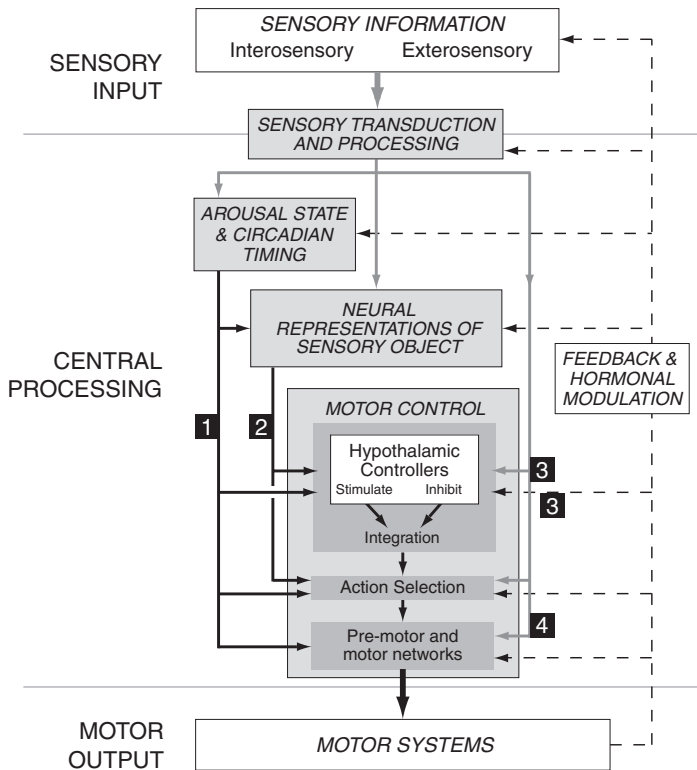 SENSORY INFORMATION
Interosensory Exterosensory
SENSORY
INPUT
SENSORY TRANSDUCTION
AND PROCESSING
AROUSAL STATE
& CIRCADIAN
TIMING
NEURAL
REPRESENTATIONS OF
SENSORY OBJECT
CENTRAL
PROCESSING
FEEDBACK &
HORMONAL
MODULATION
MOTOR CONTROL
1
2
Hypothalamic
Controllers
Stimulate Inhibit
3
3
Integration
Action Selection
4
Pre-motor and
motor networks
MOTOR
OUTPUT
MOTOR SYSTEMS